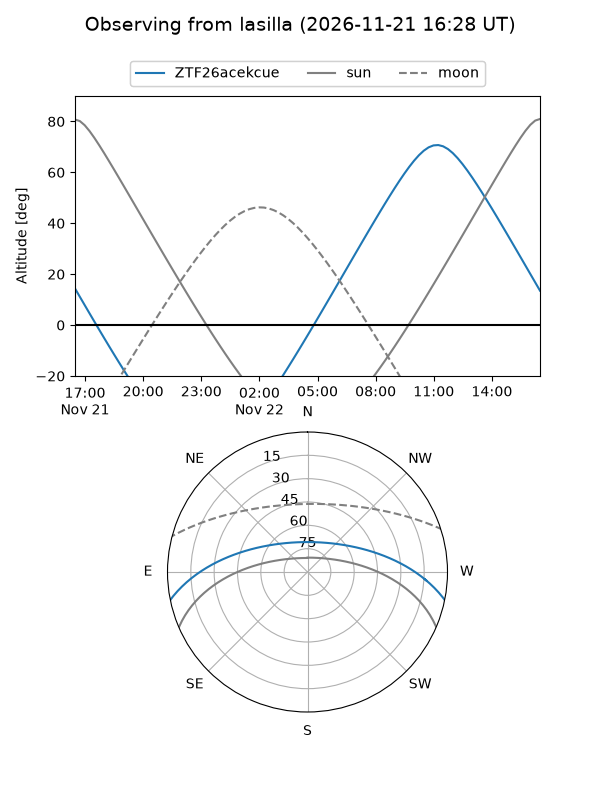 Observing from lasilla (2026-11-21 16:28 UT)
ZTF26acekcue sun moon
Altitude [deg]
80
60
40
20
0
−20
17:00 20:00 23:00 02:00 05:00 08:00 11:00 14:00
Nov 21 Nov 22
N
NE NW
15
30
45
60
75
E W
SE SW
S